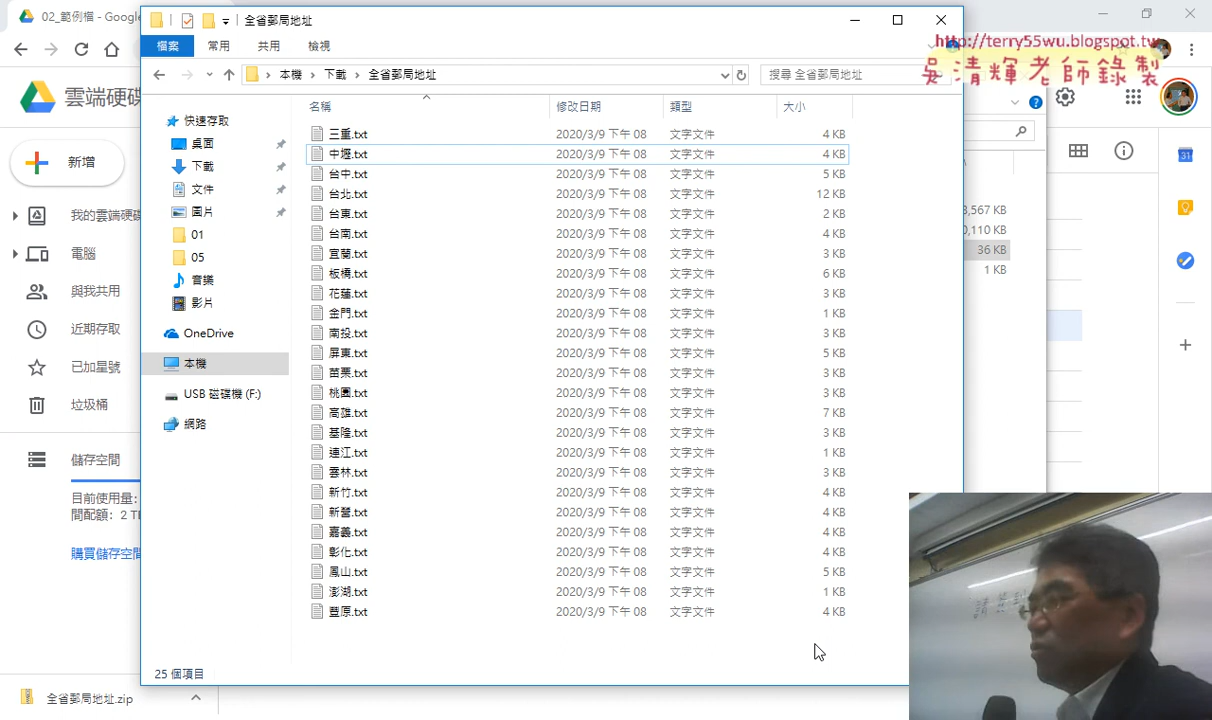 02_範例檔 - Google
全省郵局地址
http://terry55wu.blogspot.tw
吳清輝老師錄製
檔案
常用
共用
檢視
本機
下載
全省郵局地址
搜尋 全省郵局地址
雲端硬碟
新增
我的雲端硬碟
電腦
與我共用
近期存取
已加星號
垃圾桶
儲存空間
目前使用量:
間配額: 2 T
購買儲存空間
快速存取
桌面
下載
文件
圖片
01
05
音樂
影片
OneDrive
本機
USB 磁碟機 (F:)
網路
名稱 修改日期 類型 大小
三重.txt 2020/3/9 下午 08 文字文件 4 KB
中壢.txt 2020/3/9 下午 08 文字文件 4 KB
台中.txt 2020/3/9 下午 08 文字文件 5 KB
台北.txt 2020/3/9 下午 08 文字文件 12 KB
台東.txt 2020/3/9 下午 08 文字文件 2 KB
台南.txt 2020/3/9 下午 08 文字文件 4 KB
宜蘭.txt 2020/3/9 下午 08 文字文件 3 KB
板橋.txt 2020/3/9 下午 08 文字文件 6 KB
花蓮.txt 2020/3/9 下午 08 文字文件 3 KB
金門.txt 2020/3/9 下午 08 文字文件 1 KB
南投.txt 2020/3/9 下午 08 文字文件 3 KB
屏東.txt 2020/3/9 下午 08 文字文件 5 KB
苗栗.txt 2020/3/9 下午 08 文字文件 3 KB
桃園.txt 2020/3/9 下午 08 文字文件 3 KB
高雄.txt 2020/3/9 下午 08 文字文件 7 KB
基隆.txt 2020/3/9 下午 08 文字文件 3 KB
連江.txt 2020/3/9 下午 08 文字文件 1 KB
雲林.txt 2020/3/9 下午 08 文字文件 3 KB
新竹.txt 2020/3/9 下午 08 文字文件 4 KB
新營.txt 2020/3/9 下午 08 文字文件 4 KB
嘉義.txt 2020/3/9 下午 08 文字文件 4 KB
彰化.txt 2020/3/9 下午 08 文字文件 4 KB
鳳山.txt 2020/3/9 下午 08 文字文件 5 KB
澎湖.txt 2020/3/9 下午 08 文字文件 1 KB
豐原.txt 2020/3/9 下午 08 文字文件 4 KB
3,567 KB
0,110 KB
36 KB
1 KB
31
25 個項目
全省郵局地址.zip